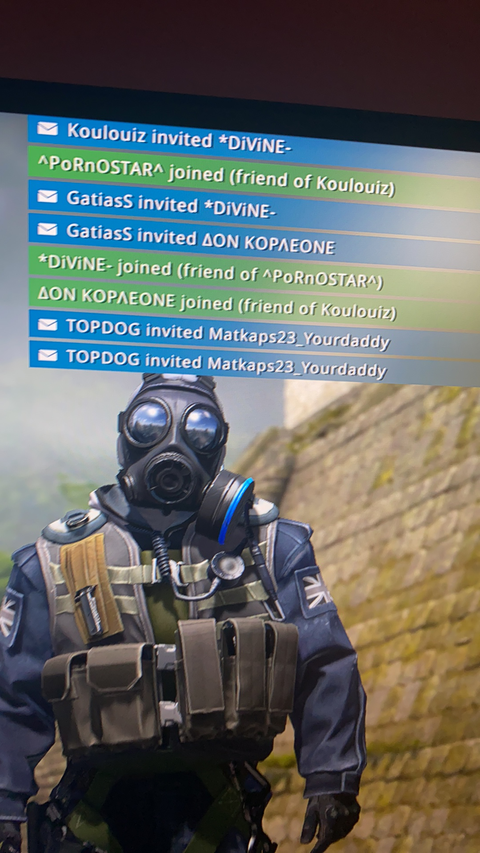 Koulouiz invited *DiViNE-
^PoRnOSTAR^ joined (friend of Koulouiz)
GatiasS invited *DiViNE-
GatiasS invited ΔΟΝ ΚΟΡΛΕΟΝΕ
*DiViNE- joined (friend of ^PoRnOSTAR^)
ΔΟΝ ΚΟΡΛΕΟΝΕ joined (friend of Koulouiz)
TOPDOG invited Matkaps23_Yourdaddy
TOPDOG invited Matkaps23_Yourdaddy